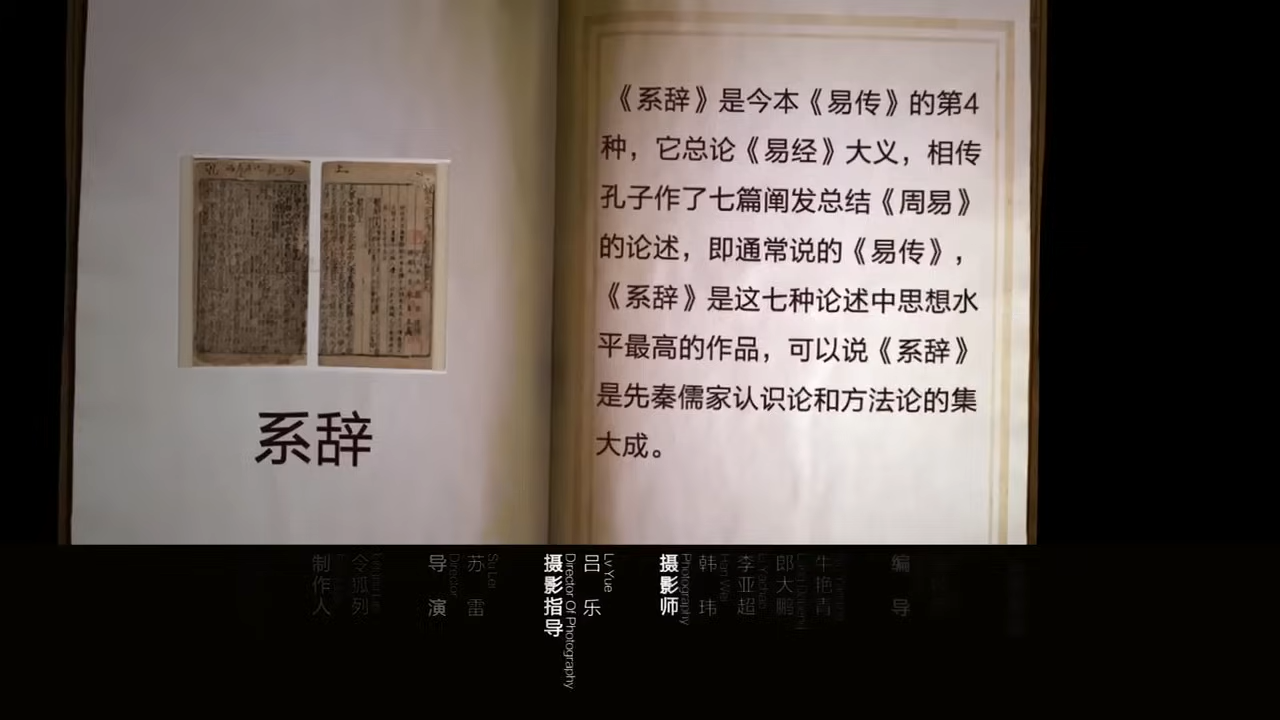 系辞
《系辞》是今本《易传》的第4
种，它总论《易经》大义，相传
孔子作了七篇阐发总结《周易》
的论述，即通常说的《易传》，
《系辞》是这七种论述中思想水
平最高的作品，可以说《系辞》
是先秦儒家认识论和方法论的集
大成。
制作人
令狐列
导演
Director
苏雷
Su Lei
摄影指导
Director Of Photography
吕乐
Lv Yue
摄影师
Photography
韩玮
Han Wei
李亚超
郎大鹏
牛艳青
编导